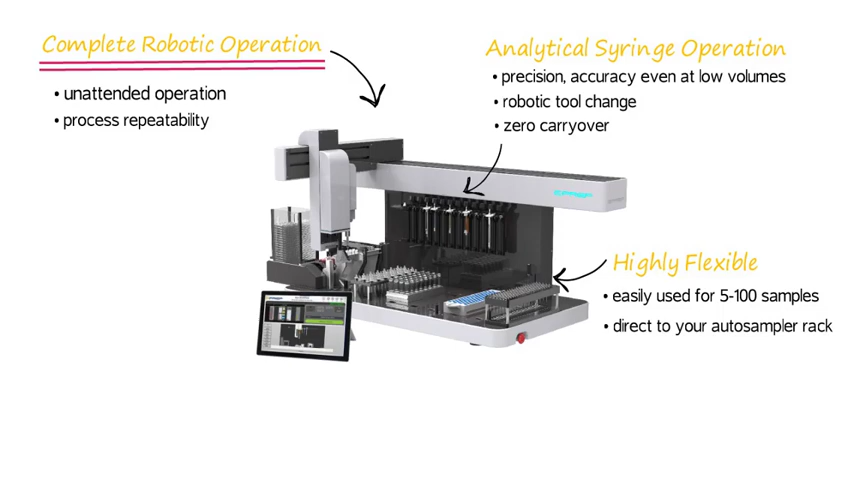 Complete Robotic Operation
• unattended operation
• process repeatability
Analytical Syringe Operation
• precision, accuracy even at low volumes
• robotic tool change
• zero carryover
Highly Flexible
• easily used for 5-100 samples
• direct to your autosampler rack